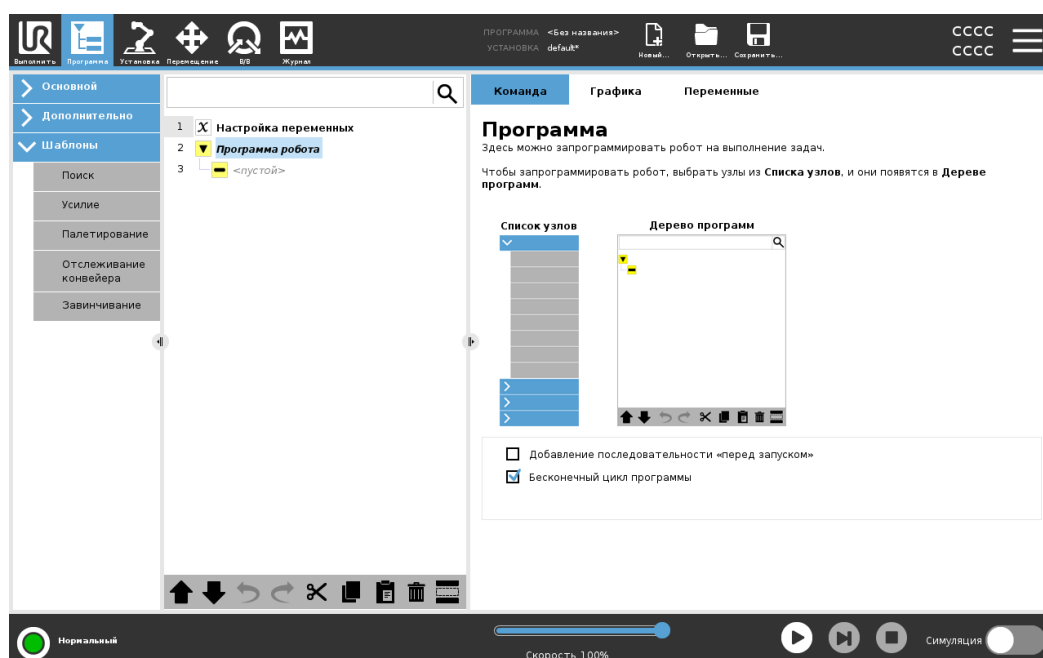 UR
Выполнить
Программа
Установка
Перемещение
В/В
Журнал
ПРОГРАММА <Без названия>
УСТАНОВКА default*
Новый...
Открыть...
Сохранить...
CCCC
CCCC
Основной
Дополнительно
Шаблоны
Поиск
Усилие
Палетирование
Отслеживание
конвейера
Завинчивание
1 X Настройка переменных
2 Программа робота
3 <пустой>
Команда
Графика
Переменные
Программа
Здесь можно запрограммировать робот на выполнение задач.
Чтобы запрограммировать робот, выбрать узлы из Списка узлов, и они появятся в Дереве
программ.
Список узлов
Дерево программ
Добавление последовательности «перед запуском»
Бесконечный цикл программы
Нормальный
Скорость 100%
Симуляция